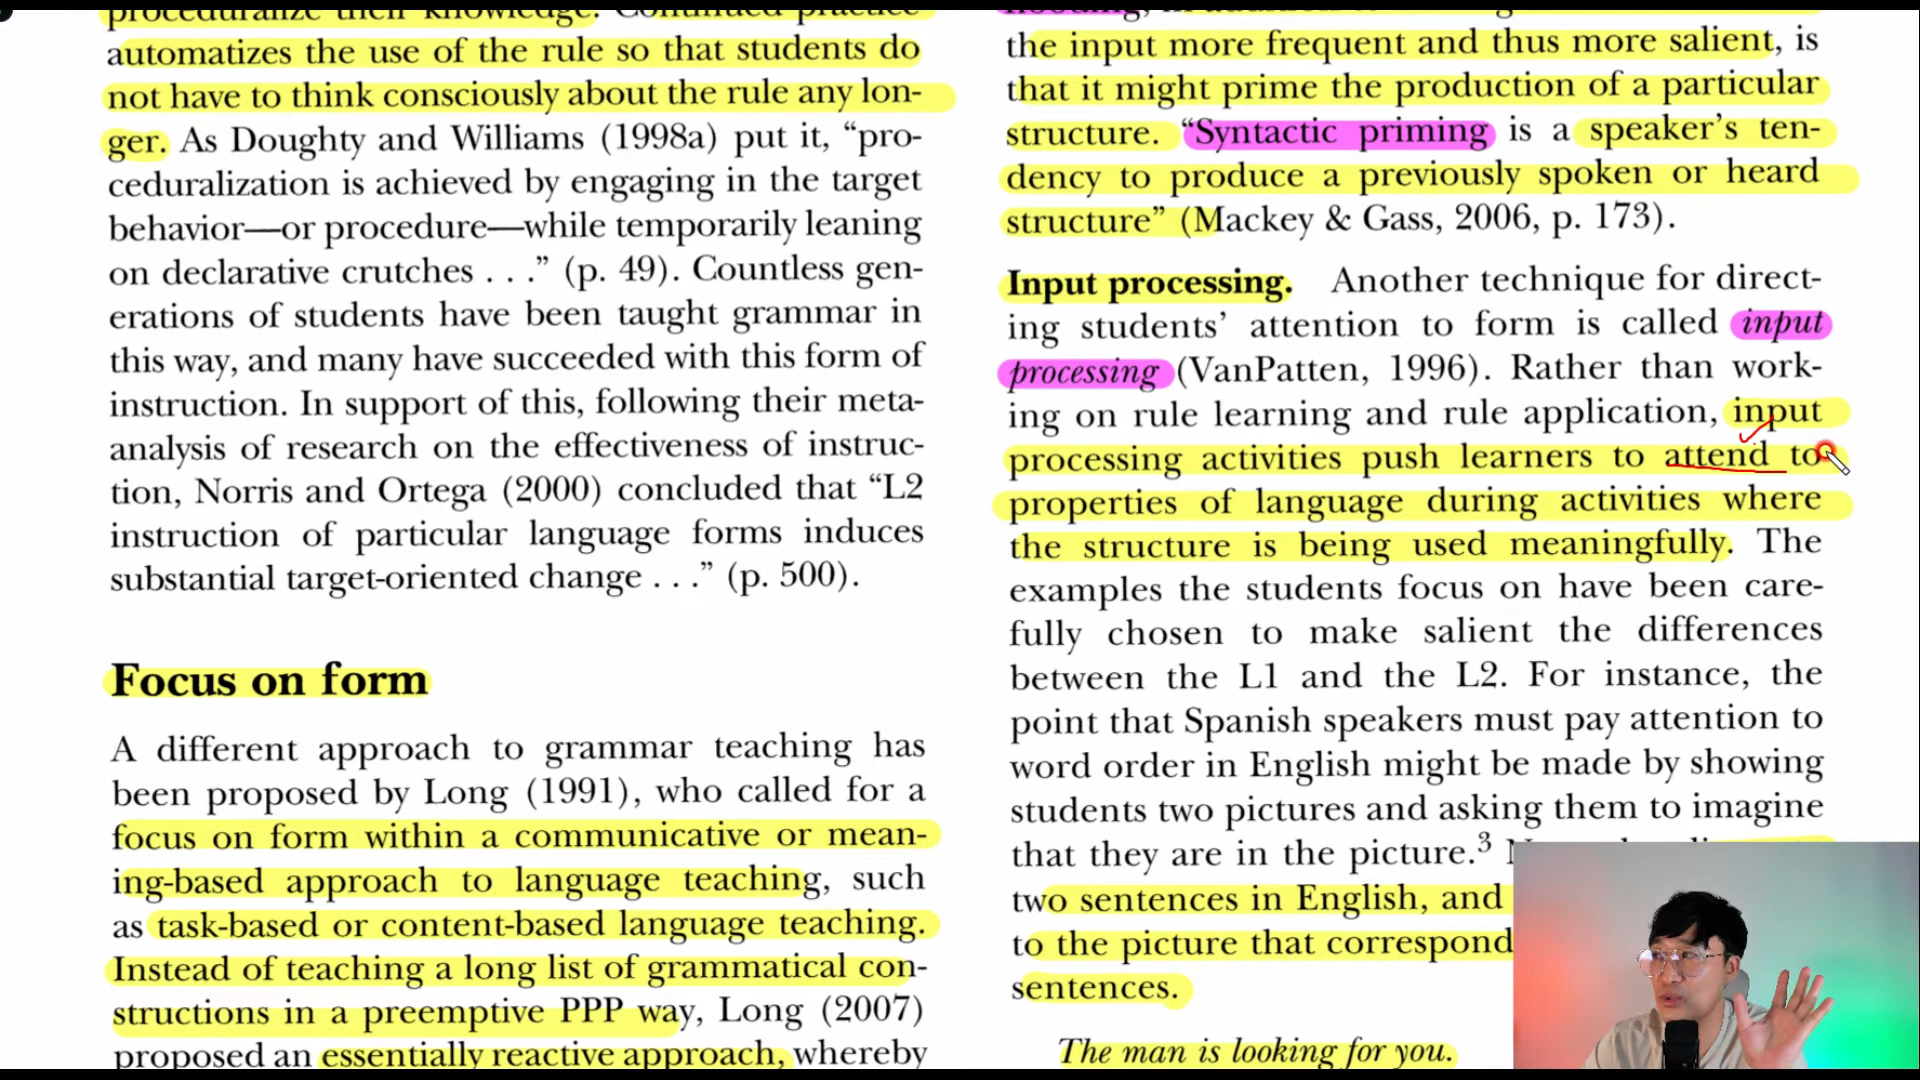 proceduralize their knowledge. Continued practice
automatizes the use of the rule so that students do
not have to think consciously about the rule any lon-
ger. As Doughty and Williams (1998a) put it, “pro-
ceduralization is achieved by engaging in the target
behavior—or procedure—while temporarily leaning
on declarative crutches . . .” (p. 49). Countless gen-
erations of students have been taught grammar in
this way, and many have succeeded with this form of
instruction. In support of this, following their meta-
analysis of research on the effectiveness of instruc-
tion, Norris and Ortega (2000) concluded that “L2
instruction of particular language forms induces
substantial target-oriented change . . .” (p. 500).
Focus on form
A different approach to grammar teaching has
been proposed by Long (1991), who called for a
focus on form within a communicative or mean-
ing-based approach to language teaching, such
as task-based or content-based language teaching.
Instead of teaching a long list of grammatical con-
structions in a preemptive PPP way, Long (2007)
proposed an essentially reactive approach, whereby
the input more frequent and thus more salient, is
that it might prime the production of a particular
structure. “Syntactic priming is a speaker’s ten-
dency to produce a previously spoken or heard
structure” (Mackey & Gass, 2006, p. 173).
Input processing. Another technique for direct-
ing students’ attention to form is called input
processing (VanPatten, 1996). Rather than work-
ing on rule learning and rule application, input
processing activities push learners to attend to
properties of language during activities where
the structure is being used meaningfully. The
examples the students focus on have been care-
fully chosen to make salient the differences
between the L1 and the L2. For instance, the
point that Spanish speakers must pay attention to
word order in English might be made by showing
students two pictures and asking them to imagine
that they are in the picture.3
two sentences in English, and
to the picture that correspond
sentences.
The man is looking for you.